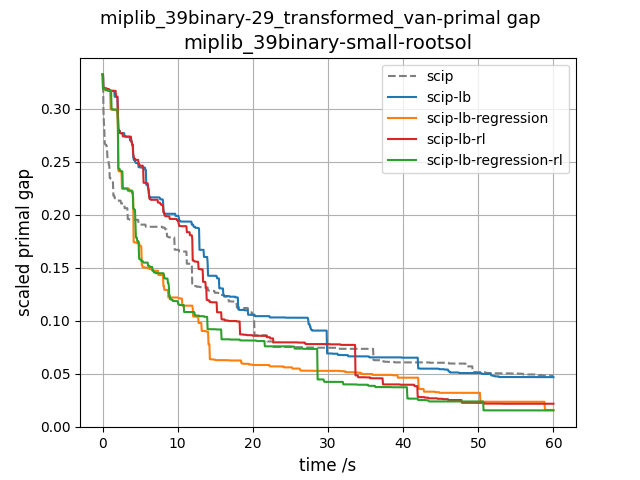 miplib_39binary-29_transformed_van-primal gap
miplib_39binary-small-rootsol
scip
scip-lb
scip-lb-regression
scip-lb-rl
scip-lb-regression-rl
scaled primal gap
0.30
0.25
0.20
0.15
0.10
0.05
0.00
0 10 20 30 40 50 60
time /s